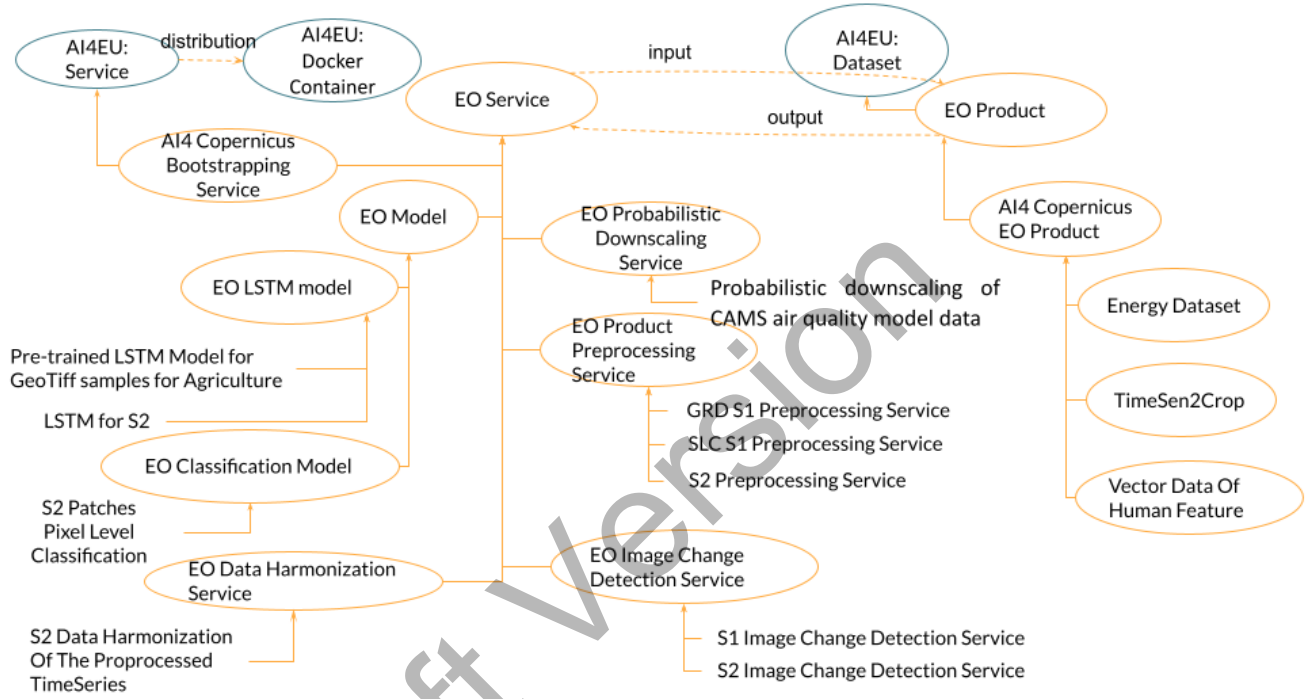 AI4EU:
Service
distribution
AI4EU:
Docker
Container
EO Service
input
output
AI4EU:
Dataset
EO Product
AI4 Copernicus
Bootstrapping
Service
EO Model
EO Probabilistic
Downscaling
Service
AI4 Copernicus
EO Product
EO LSTM model
Probabilistic downscaling of
CAMS air quality model data
Energy Dataset
EO Product
Preprocessing
Service
Pre-trained LSTM Model for
GeoTiff samples for Agriculture
LSTM for S2
GRD S1 Preprocessing Service
SLC S1 Preprocessing Service
S2 Preprocessing Service
TimeSen2Crop
EO Classification Model
Vector Data Of
Human Feature
S2 Patches
Pixel Level
Classification
EO Data Harmonization
Service
EO Image Change
Detection Service
S2 Data Harmonization
Of The Proprocessed
TimeSeries
S1 Image Change Detection Service
S2 Image Change Detection Service
ft Version